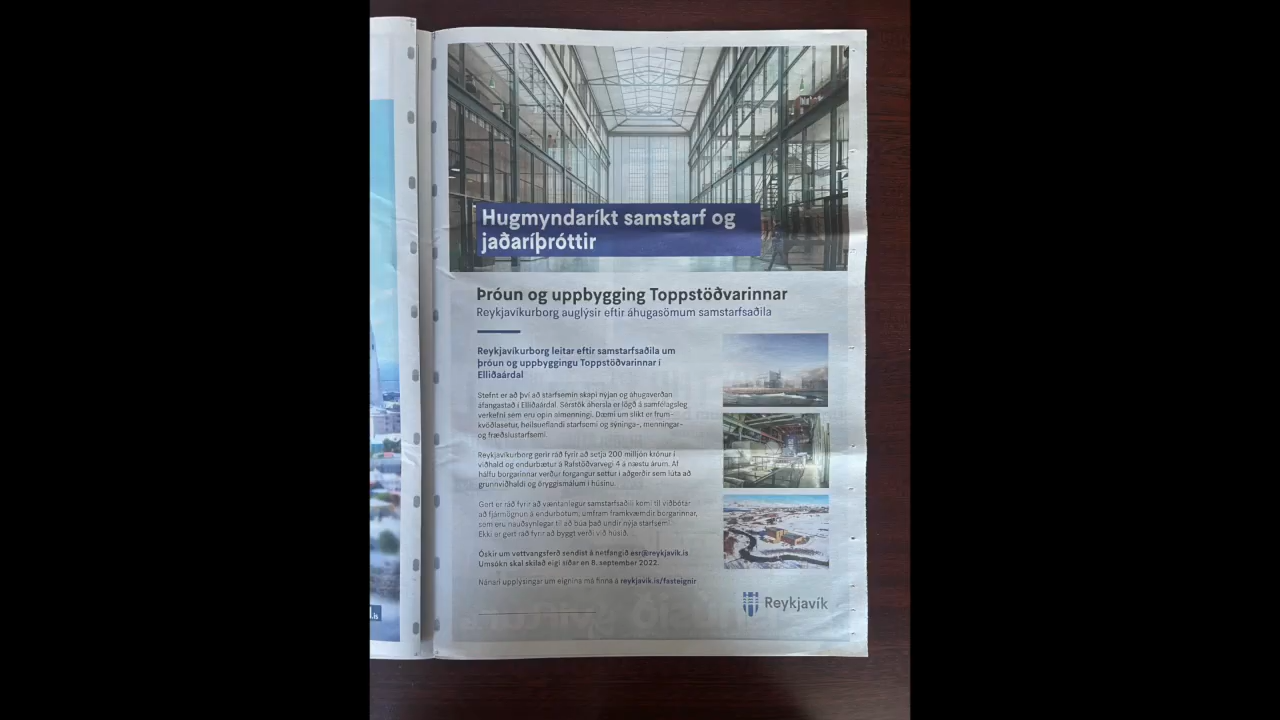 Hugmyndaríkt samstarf og
jaðaríþróttir
Þróun og uppbygging Toppstöðvarinnar
Reykjavíkurborg auglýsir eftir áhugasömum samstarfsaðila
Reykjavíkurborg leitar eftir samstarfsaðila um
þróun og uppbyggingu Toppstöðvarinnar í
Elliðaárdal
Stefnt er að því að starfsemin skapi nýjan og áhugaverðan
áfangastað í Elliðaárdal. Sérstök áhersla er lögð á samfélagsleg
verkefni sem eru opin almenningi. Dæmi um slíkt er frum-
kvöðlasetur, heilsueflandi starfsemi og sýninga-, menningar-
og fræðslustarfsemi.
Reykjavíkurborg gerir ráð fyrir að setja 200 milljón krónur í
viðhald og endurbætur á Rafstöðvarvegi 4 á næstu árum. Af
hálfu borgarinnar verður forgangur settur í aðgerðir sem lúta að
grunnviðhaldi og öryggismálum í húsinu.
Gert er ráð fyrir að væntanlegur samstarfsaðili komi til viðbótar
að fjármögnun á endurbótum, umfram framkvæmdir borgarinnar,
sem eru nauðsynlegar til að búa það undir nýja starfsemi.
Ekki er gert ráð fyrir að byggt verði við húsið.
Óskir um vettvangsferð sendist á netfangið esr@reykjavik.is
Umsókn skal skilað eigi síðar en 8. september 2022.
Nánari upplýsingar um eignina má finna á reykjavik.is/fasteignir
Reykjavík